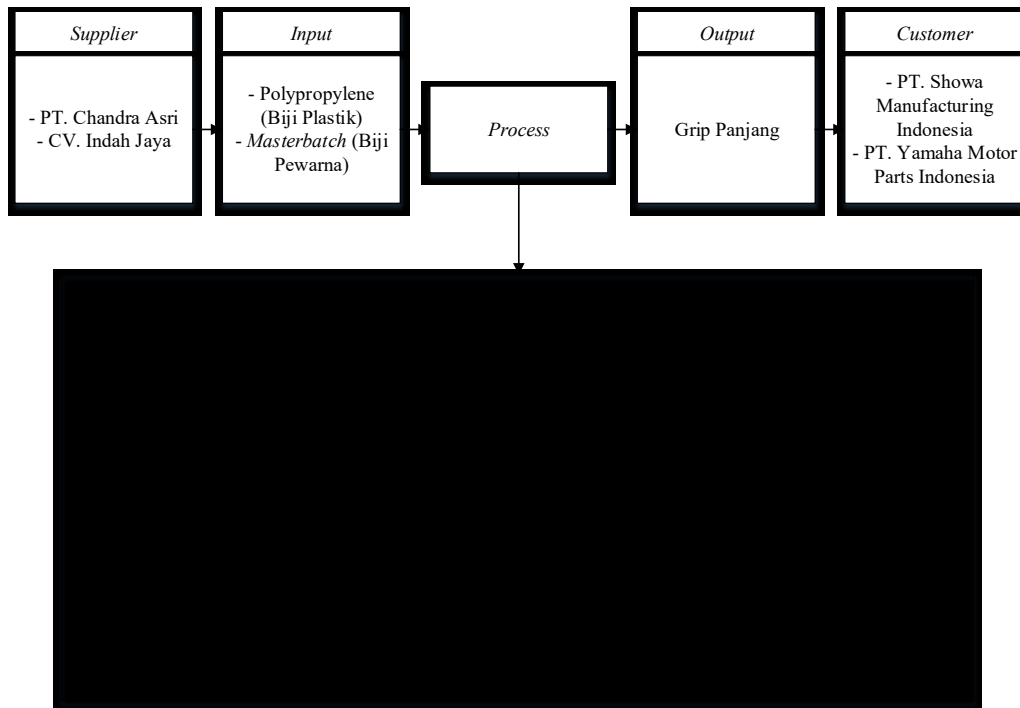 Supplier
- PT. Chandra Asri
- CV. Indah Jaya
Input
- Polypropylene
(Biji Plastik)
- Masterbatch (Biji
Pewarna)
Process
Output
Grip Panjang
Customer
- PT. Showa
Manufacturing
Indonesia
- PT. Yamaha Motor
Parts Indonesia